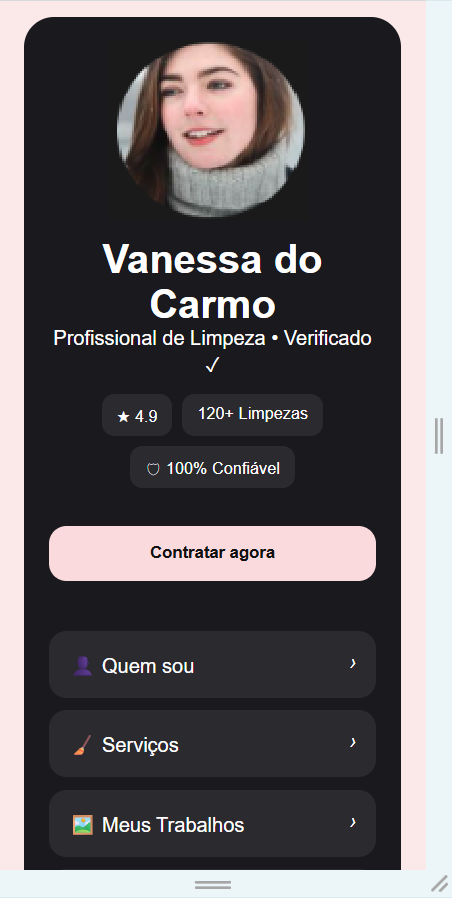 Vanessa do
Carmo
Profissional de Limpeza • Verificado
✓
★ 4.9
120+ Limpezas
🛡 100% Confiável
Contratar agora
👤 Quem sou ›
🧹 Serviços ›
🖼️ Meus Trabalhos ›